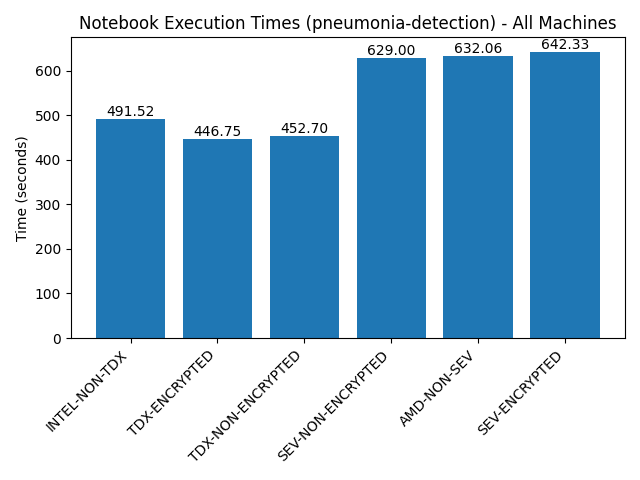 Notebook Execution Times (pneumonia-detection) - All Machines
Time (seconds)
600
500
400
300
200
100
0
491.52
446.75
452.70
629.00
632.06
642.33
INTEL-NON-TDX
TDX-ENCRYPTED
TDX-NON-ENCRYPTED
SEV-NON-ENCRYPTED
AMD-NON-SEV
SEV-ENCRYPTED